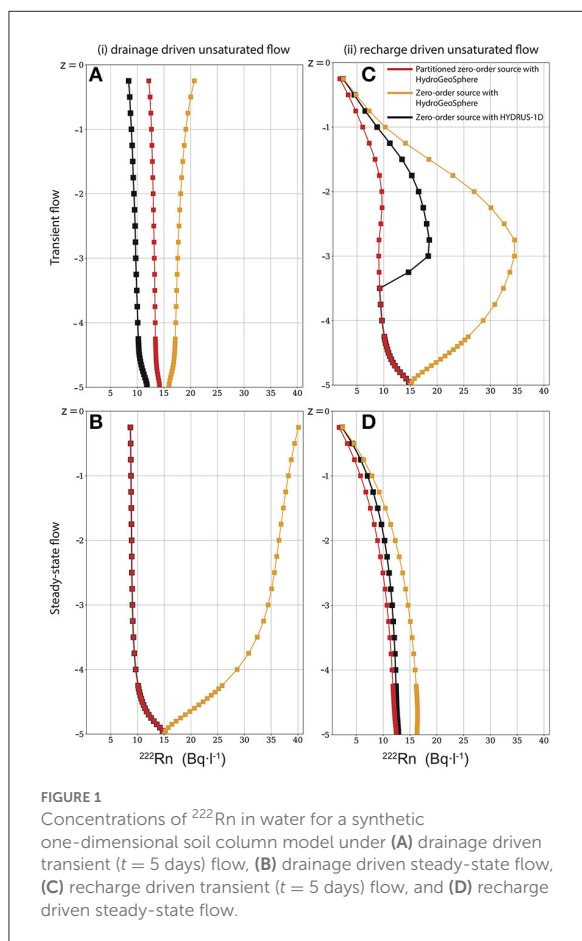 (i) drainage driven unsaturated flow
(ii) recharge driven unsaturated flow
z = 0
A
-1
-2
-3
-4
-5
Transient flow
0 5 10 15 20 25 30 35 40
z = 0
C
Partitioned zero-order source with
HydroGeoSphere
Zero-order source with
HydroGeoSphere
Zero-order source with HYDRUS-1D
-1
-2
-3
-4
-5
0 5 10 15 20 25 30 35 40
z = 0
B
-1
-2
-3
-4
-5
Steady-state flow
0 5 10 15 20 25 30 35 40
²²²Rn (Bq·l⁻¹)
z = 0
D
-1
-2
-3
-4
-5
0 5 10 15 20 25 30 35 40
²²²Rn (Bq·l⁻¹)
FIGURE 1
Concentrations of ²²²Rn in water for a synthetic
one-dimensional soil column model under (A) drainage driven
transient (t = 5 days) flow, (B) drainage driven steady-state flow,
(C) recharge driven transient (t = 5 days) flow, and (D) recharge
driven steady-state flow.